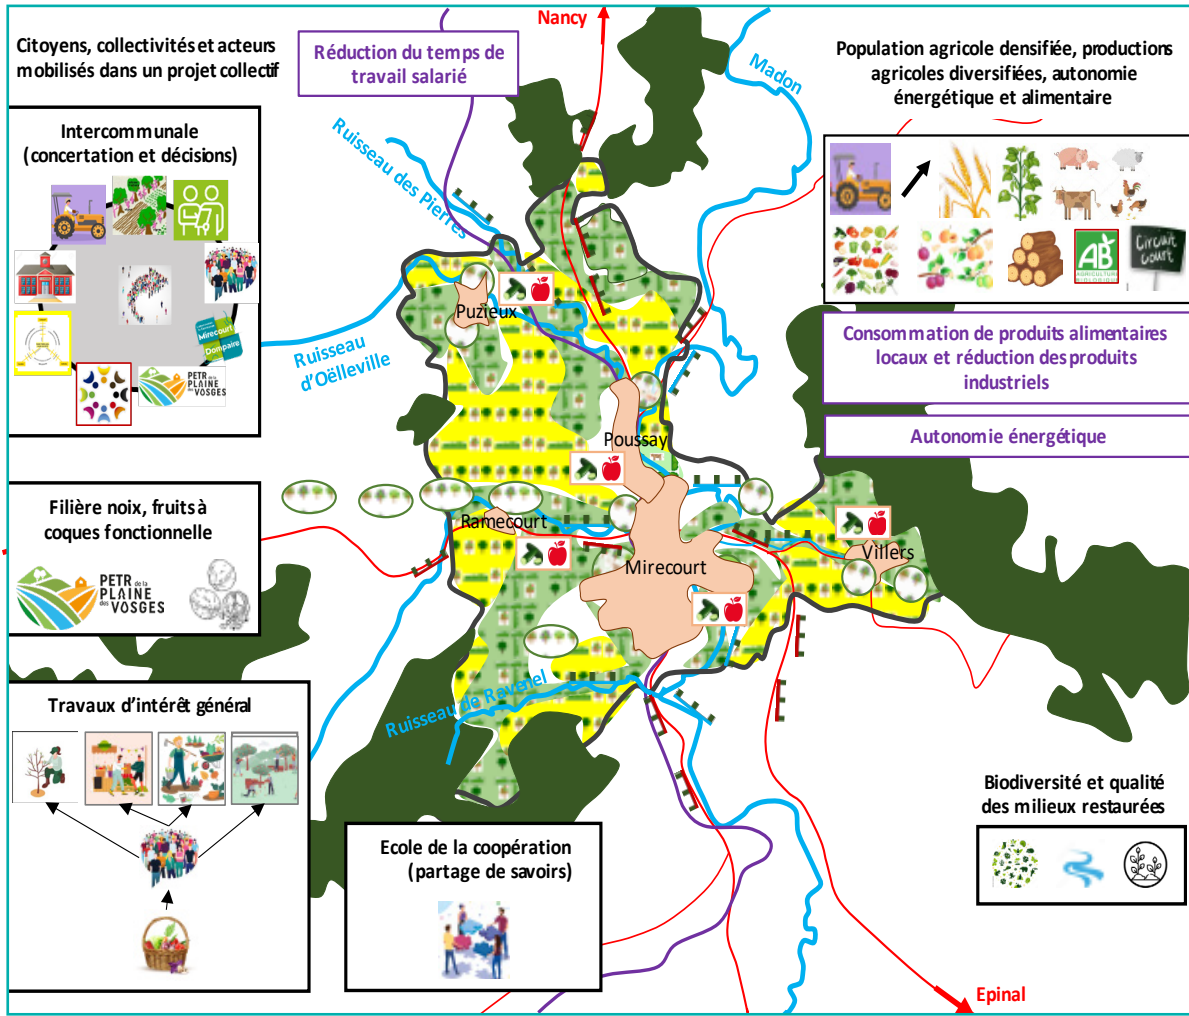 Citoyens, collectivités et acteurs
mobilisés dans un projet collectif
Réduction du temps de
travail salarié
Nancy
Madon
Population agricole densifiée, productions
agricoles diversifiées, autonomie
énergétique et alimentaire
Intercommunale
(concertation et décisions)
Mirecourt
Dompaire
PETR de la
PLAINE
des VOSGES
Ruisseau
des Pierres
Circuit
Court
AB
AGRICULTURE
BIOLOGIQUE
Consommation de produits alimentaires
locaux et réduction des produits
industriels
Autonomie énergétique
Puzieux
Ruisseau
d'Oëlleville
Poussay
Ramecourt
Mirecourt
Villers
Filière noix, fruits à
coques fonctionnelle
PETR de la
PLAINE
des VOSGES
Ruisseau de Revenel
Travaux d'intérêt général
Ecole de la coopération
(partage de savoirs)
Biodiversité et qualité
des milieux restaurées
Epinal